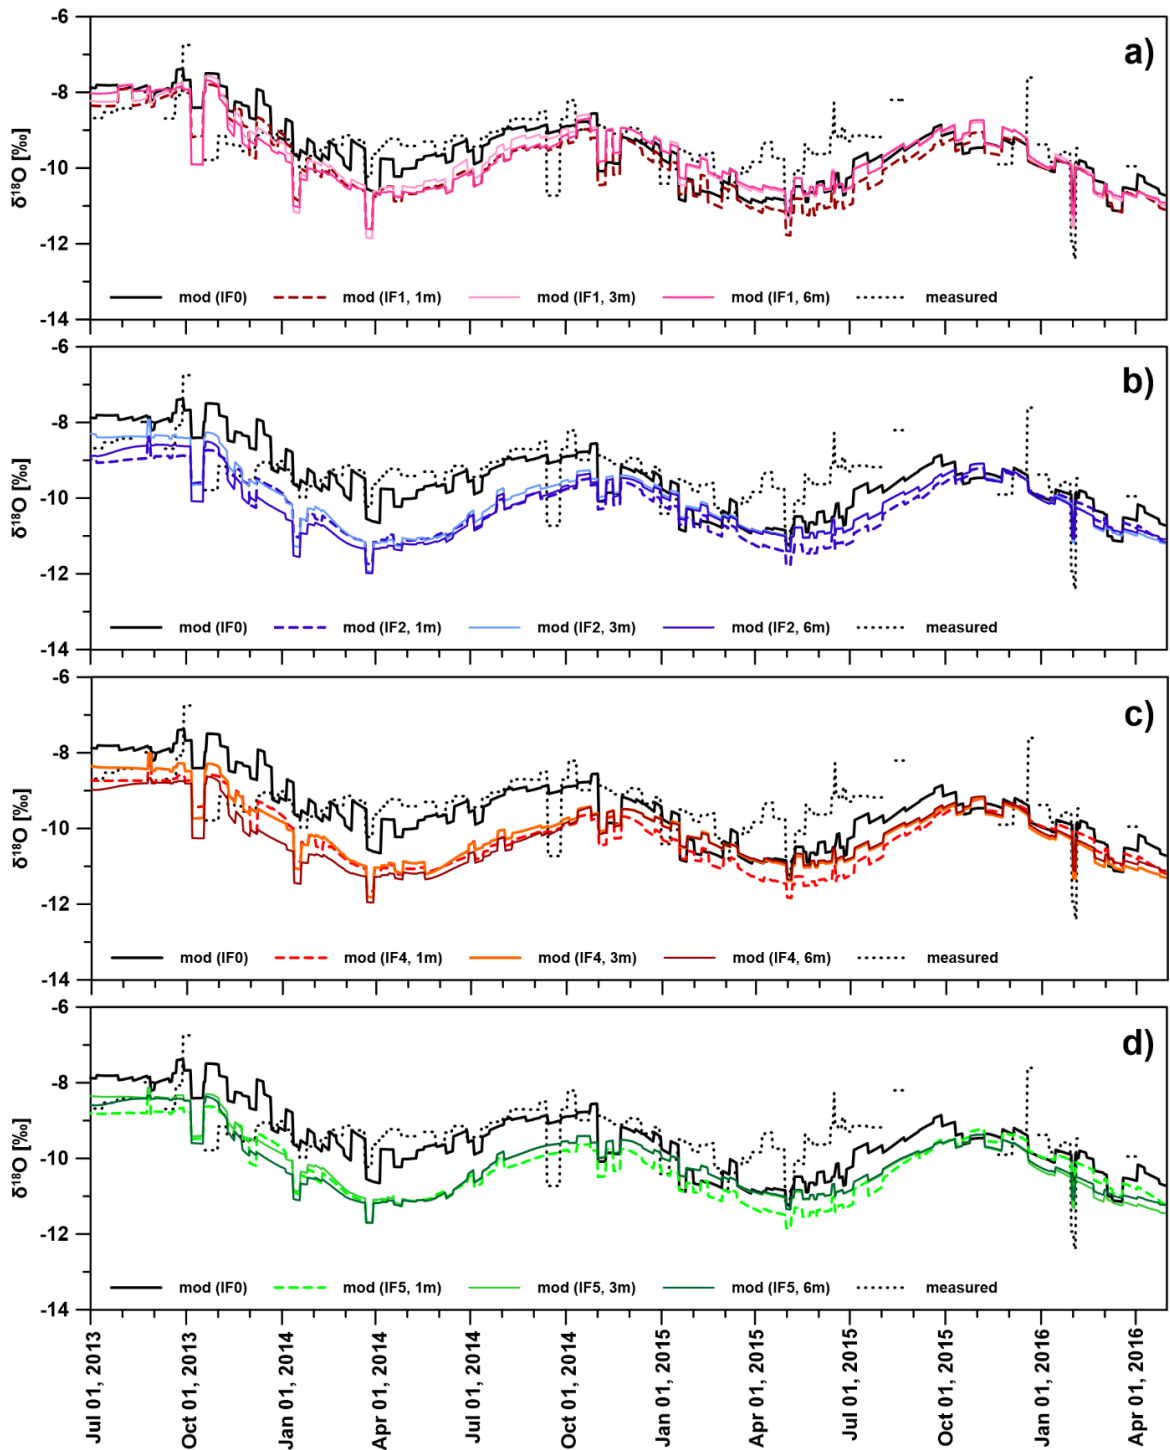 -6
-8
-10
-12
-14
δ¹⁸O [‰]
a)
mod (IF0) mod (IF1, 1m) mod (IF1, 3m) mod (IF1, 6m) measured
-6
-8
-10
-12
-14
δ¹⁸O [‰]
b)
mod (IF0) mod (IF2, 1m) mod (IF2, 3m) mod (IF2, 6m) measured
-6
-8
-10
-12
-14
δ¹⁸O [‰]
c)
mod (IF0) mod (IF4, 1m) mod (IF4, 3m) mod (IF4, 6m) measured
-6
-8
-10
-12
-14
δ¹⁸O [‰]
d)
mod (IF0) mod (IF5, 1m) mod (IF5, 3m) mod (IF5, 6m) measured
Jul 01, 2013
Oct 01, 2013
Jan 01, 2014
Apr 01, 2014
Jul 01, 2014
Oct 01, 2014
Jan 01, 2015
Apr 01, 2015
Jul 01, 2015
Oct 01, 2015
Jan 01, 2016
Apr 01, 2016